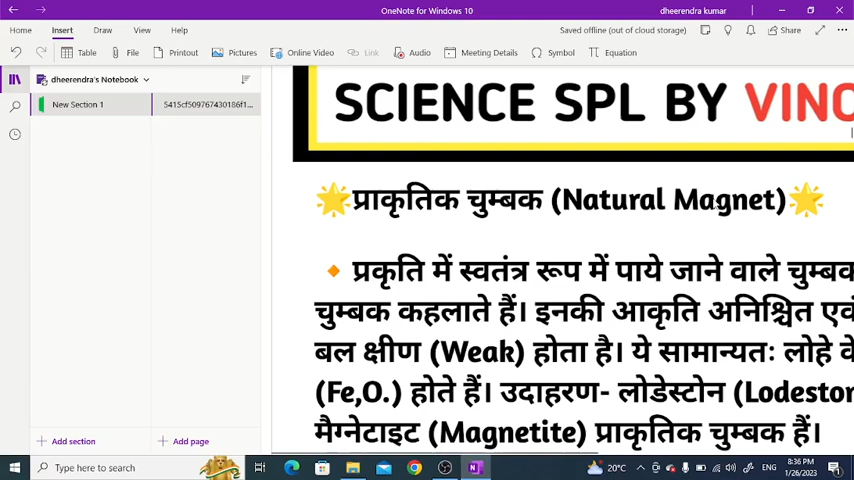 OneNote for Windows 10
dheerendra kumar
Home Insert Draw View Help
Saved offline (out of cloud storage) Share
Table File Printout Pictures Online Video Link Audio Meeting Details Symbol Equation
dheerendra's Notebook
New Section 1
5415cf509767430186f1...
SCIENCE SPL BY VINO
🌟प्राकृतिक चुम्बक (Natural Magnet)🌟
🔸 प्रकृति में स्वतंत्र रूप में पाये जाने वाले चुम्बक
चुम्बक कहलाते हैं। इनकी आकृति अनिश्चित एवं
बल क्षीण (Weak) होता है। ये सामान्यतः लोहे के
(Fe,O.) होते हैं। उदाहरण- लोडेस्टोन (Lodeston
मैग्नेटाइट (Magnetite) प्राकृतिक चुम्बक हैं।
+ Add section
+ Add page
Type here to search
20°C
ENG
8:36 PM
1/26/2023